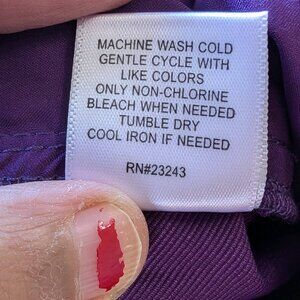 MACHINE WASH COLD
GENTLE CYCLE WITH
LIKE COLORS
ONLY NON-CHLORINE
BLEACH WHEN NEEDED
TUMBLE DRY
COOL IRON IF NEEDED
RN#23243